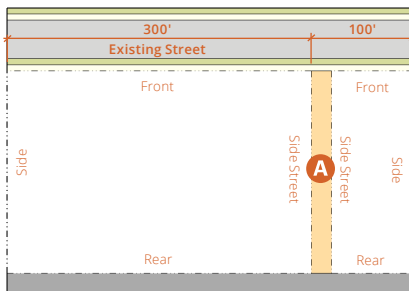 300' 100'
Existing Street
Front Front
Side Side Street A Side Street Side
Rear Rear